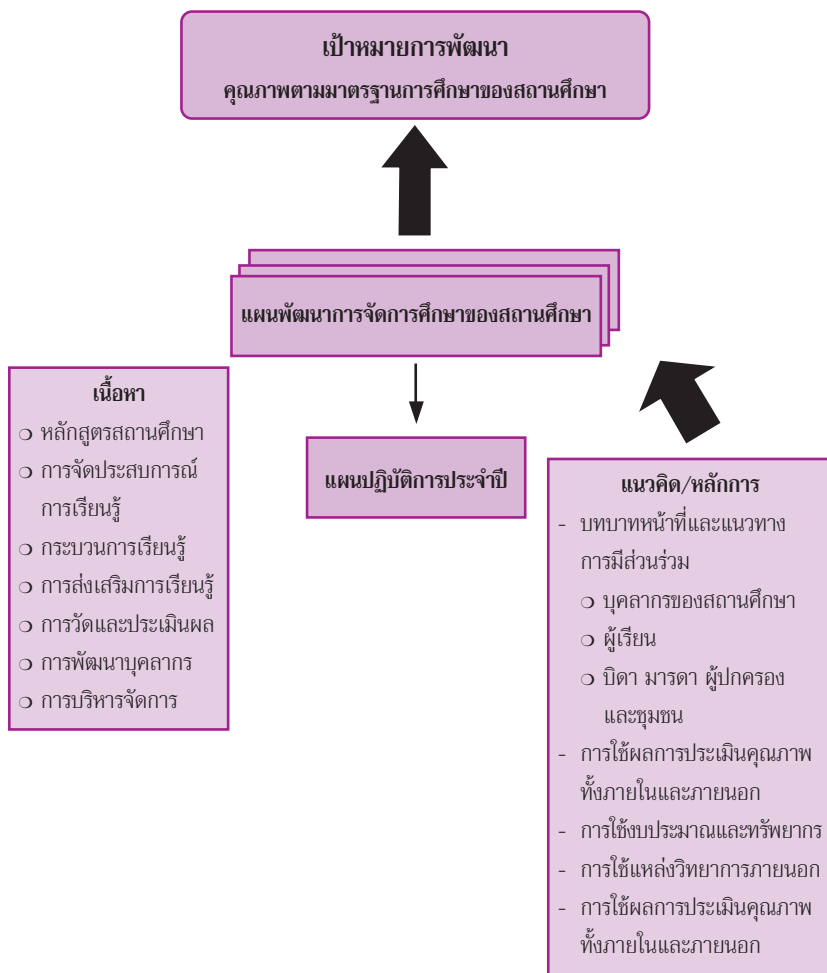 เป้าหมายการพัฒนา
คุณภาพตามมาตรฐานการศึกษาของสถานศึกษา
แผนพัฒนาการจัดการศึกษาของสถานศึกษา
เนื้อหา
❍ หลักสูตรสถานศึกษา
❍ การจัดประสบการณ์
การเรียนรู้
❍ กระบวนการเรียนรู้
❍ การส่งเสริมการเรียนรู้
❍ การวัดและประเมินผล
❍ การพัฒนาบุคลากร
❍ การบริหารจัดการ
แผนปฏิบัติการประจำปี
แนวคิด/หลักการ
- บทบาทหน้าที่และแนวทาง
การมีส่วนร่วม
❍ บุคลากรของสถานศึกษา
❍ ผู้เรียน
❍ บิดา มารดา ผู้ปกครอง
และชุมชน
- การใช้ผลการประเมินคุณภาพ
ทั้งภายในและภายนอก
- การใช้งบประมาณและทรัพยากร
- การใช้แหล่งวิทยาการภายนอก
- การใช้ผลการประเมินคุณภาพ
ทั้งภายในและภายนอก